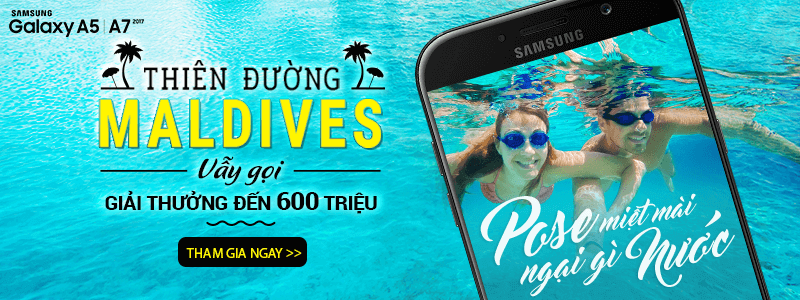 SAMSUNG
Galaxy A5 | A7 2017
THIÊN ĐƯỜNG
MALDIVES
Vẫy gọi
GIẢI THƯỞNG ĐẾN 600 TRIỆU
THAM GIA NGAY >>
SAMSUNG
Pose miết mài
ngại gì Nước